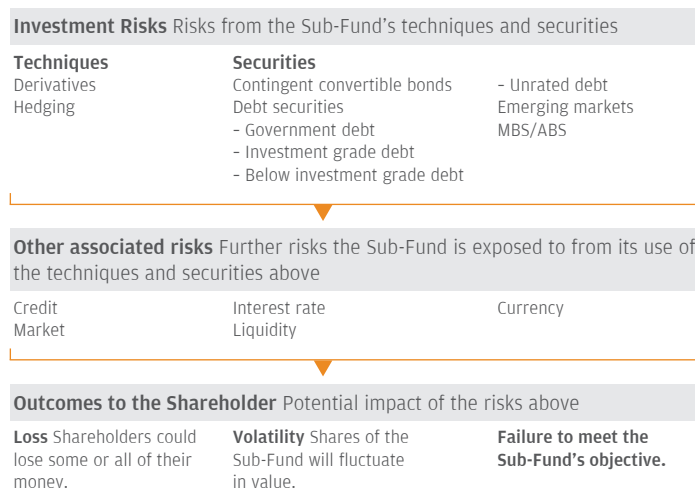 Investment Risks Risks from the Sub-Fund's techniques and securities
Techniques
Derivatives
Hedging
Securities
Contingent convertible bonds
Debt securities
– Government debt
– Investment grade debt
– Below investment grade debt
– Unrated debt
Emerging markets
MBS/ABS
Other associated risks Further risks the Sub-Fund is exposed to from its use of
the techniques and securities above
Credit
Market
Interest rate
Liquidity
Currency
Outcomes to the Shareholder Potential impact of the risks above
Loss Shareholders could
lose some or all of their
money.
Volatility Shares of the
Sub-Fund will fluctuate
in value.
Failure to meet the
Sub-Fund's objective.